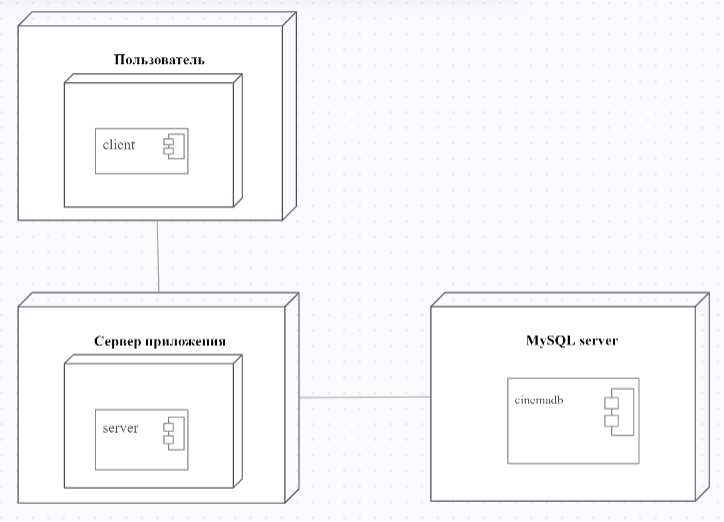 Пользователь
client
Сервер приложения
server
MySQL server
cinemadb